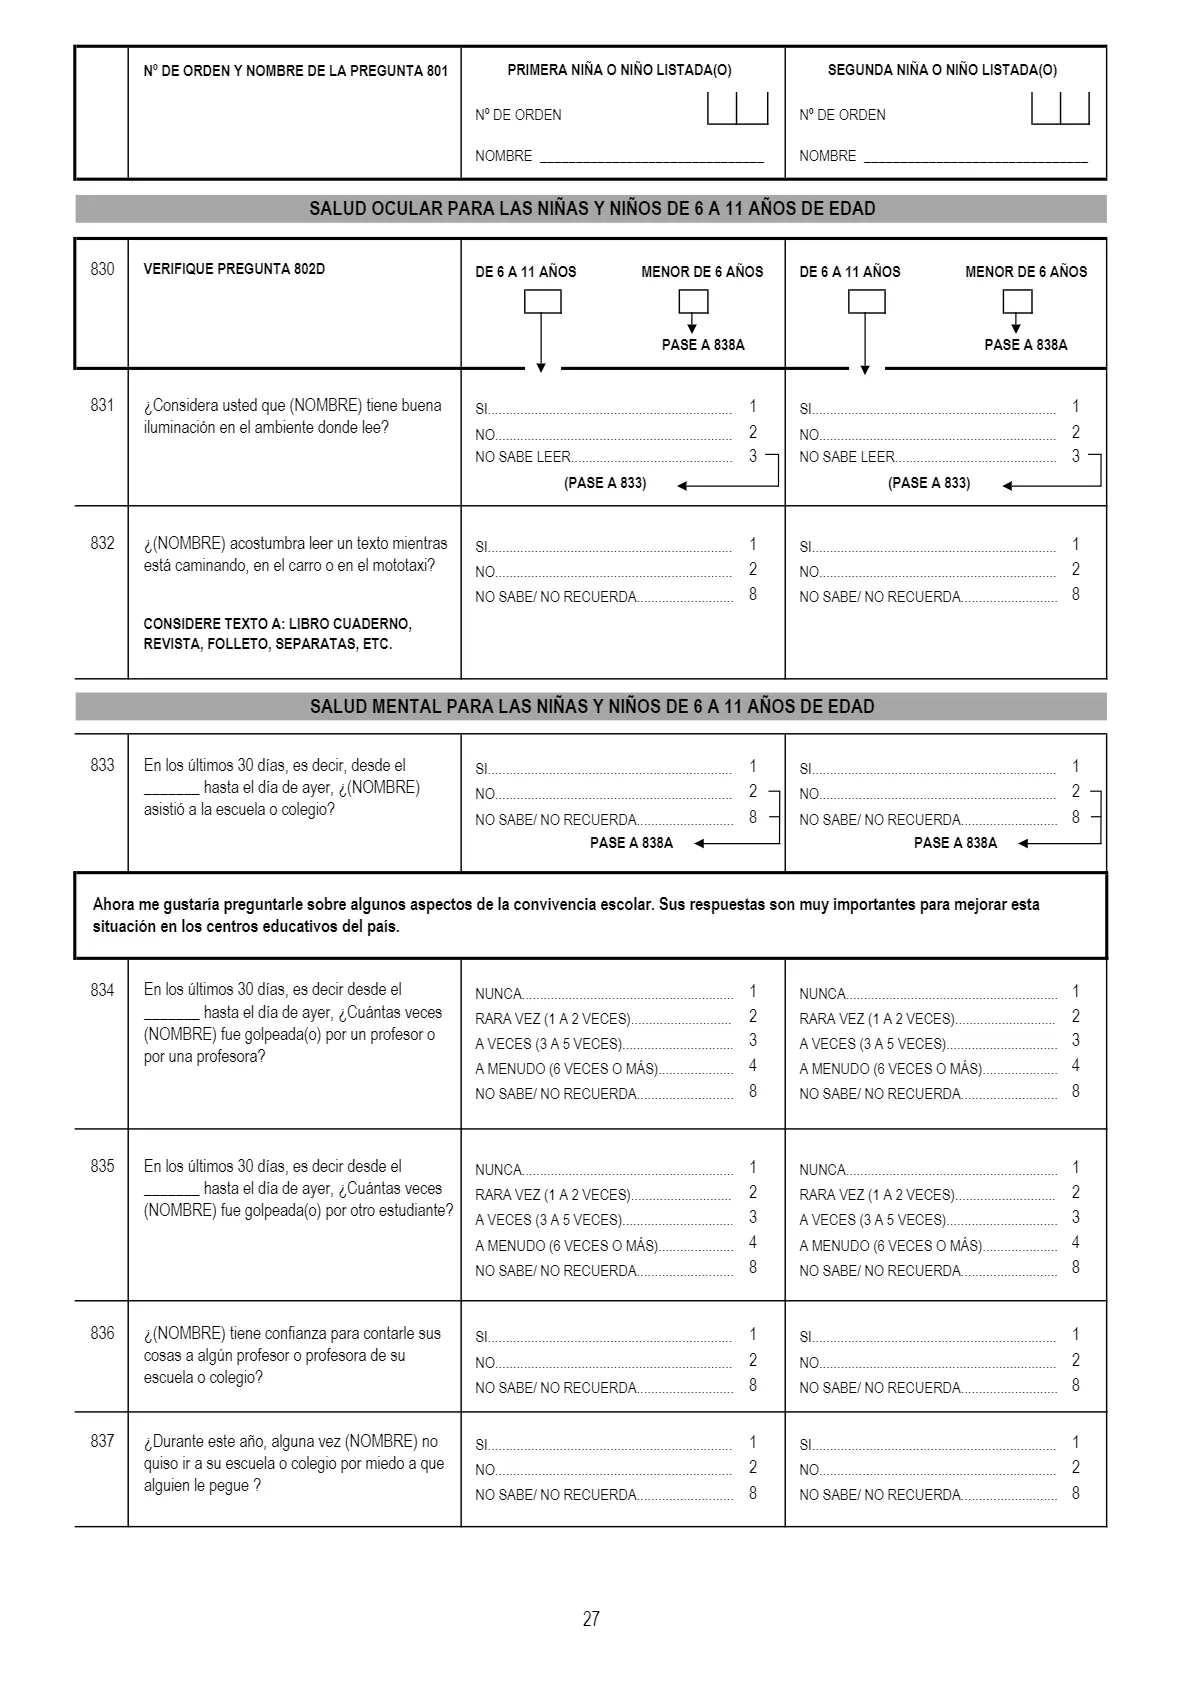 Nº DE ORDEN Y NOMBRE DE LA PREGUNTA 801
PRIMERA NIÑA O NIÑO LISTADA(O)
Nº DE ORDEN
NOMBRE _______________________________
SEGUNDA NIÑA O NIÑO LISTADA(O)
Nº DE ORDEN
NOMBRE _______________________________
SALUD OCULAR PARA LAS NIÑAS Y NIÑOS DE 6 A 11 AÑOS DE EDAD
830
VERIFIQUE PREGUNTA 802D
DE 6 A 11 AÑOS MENOR DE 6 AÑOS
PASE A 838A
DE 6 A 11 AÑOS MENOR DE 6 AÑOS
PASE A 838A
831
¿Considera usted que (NOMBRE) tiene buena
iluminación en el ambiente donde lee?
SI.................................................................... 1
NO.................................................................. 2
NO SABE LEER............................................. 3
(PASE A 833)
SI.................................................................... 1
NO.................................................................. 2
NO SABE LEER............................................. 3
(PASE A 833)
832
¿(NOMBRE) acostumbra leer un texto mientras
está caminando, en el carro o en el mototaxi?
CONSIDERE TEXTO A: LIBRO CUADERNO,
REVISTA, FOLLETO, SEPARATAS, ETC.
SI.................................................................... 1
NO.................................................................. 2
NO SABE/ NO RECUERDA........................... 8
SI.................................................................... 1
NO.................................................................. 2
NO SABE/ NO RECUERDA........................... 8
SALUD MENTAL PARA LAS NIÑAS Y NIÑOS DE 6 A 11 AÑOS DE EDAD
833
En los últimos 30 días, es decir, desde el
_______ hasta el día de ayer, ¿(NOMBRE)
asistió a la escuela o colegio?
SI.................................................................... 1
NO.................................................................. 2
NO SABE/ NO RECUERDA........................... 8
PASE A 838A
SI.................................................................... 1
NO.................................................................. 2
NO SABE/ NO RECUERDA........................... 8
PASE A 838A
Ahora me gustaría preguntarle sobre algunos aspectos de la convivencia escolar. Sus respuestas son muy importantes para mejorar esta
situación en los centros educativos del país.
834
En los últimos 30 días, es decir desde el
_______ hasta el día de ayer, ¿Cuántas veces
(NOMBRE) fue golpeada(o) por un profesor o
por una profesora?
NUNCA........................................................... 1
RARA VEZ (1 A 2 VECES)............................ 2
A VECES (3 A 5 VECES)............................... 3
A MENUDO (6 VECES O MÁS)..................... 4
NO SABE/ NO RECUERDA........................... 8
NUNCA........................................................... 1
RARA VEZ (1 A 2 VECES)............................ 2
A VECES (3 A 5 VECES)............................... 3
A MENUDO (6 VECES O MÁS)..................... 4
NO SABE/ NO RECUERDA........................... 8
835
En los últimos 30 días, es decir desde el
_______ hasta el día de ayer, ¿Cuántas veces
(NOMBRE) fue golpeada(o) por otro estudiante?
NUNCA........................................................... 1
RARA VEZ (1 A 2 VECES)............................ 2
A VECES (3 A 5 VECES)............................... 3
A MENUDO (6 VECES O MÁS)..................... 4
NO SABE/ NO RECUERDA........................... 8
NUNCA........................................................... 1
RARA VEZ (1 A 2 VECES)............................ 2
A VECES (3 A 5 VECES)............................... 3
A MENUDO (6 VECES O MÁS)..................... 4
NO SABE/ NO RECUERDA........................... 8
836
¿(NOMBRE) tiene confianza para contarle sus
cosas a algún profesor o profesora de su
escuela o colegio?
SI.................................................................... 1
NO.................................................................. 2
NO SABE/ NO RECUERDA........................... 8
SI.................................................................... 1
NO.................................................................. 2
NO SABE/ NO RECUERDA........................... 8
837
¿Durante este año, alguna vez (NOMBRE) no
quiso ir a su escuela o colegio por miedo a que
alguien le pegue ?
SI.................................................................... 1
NO.................................................................. 2
NO SABE/ NO RECUERDA........................... 8
SI.................................................................... 1
NO.................................................................. 2
NO SABE/ NO RECUERDA........................... 8
27